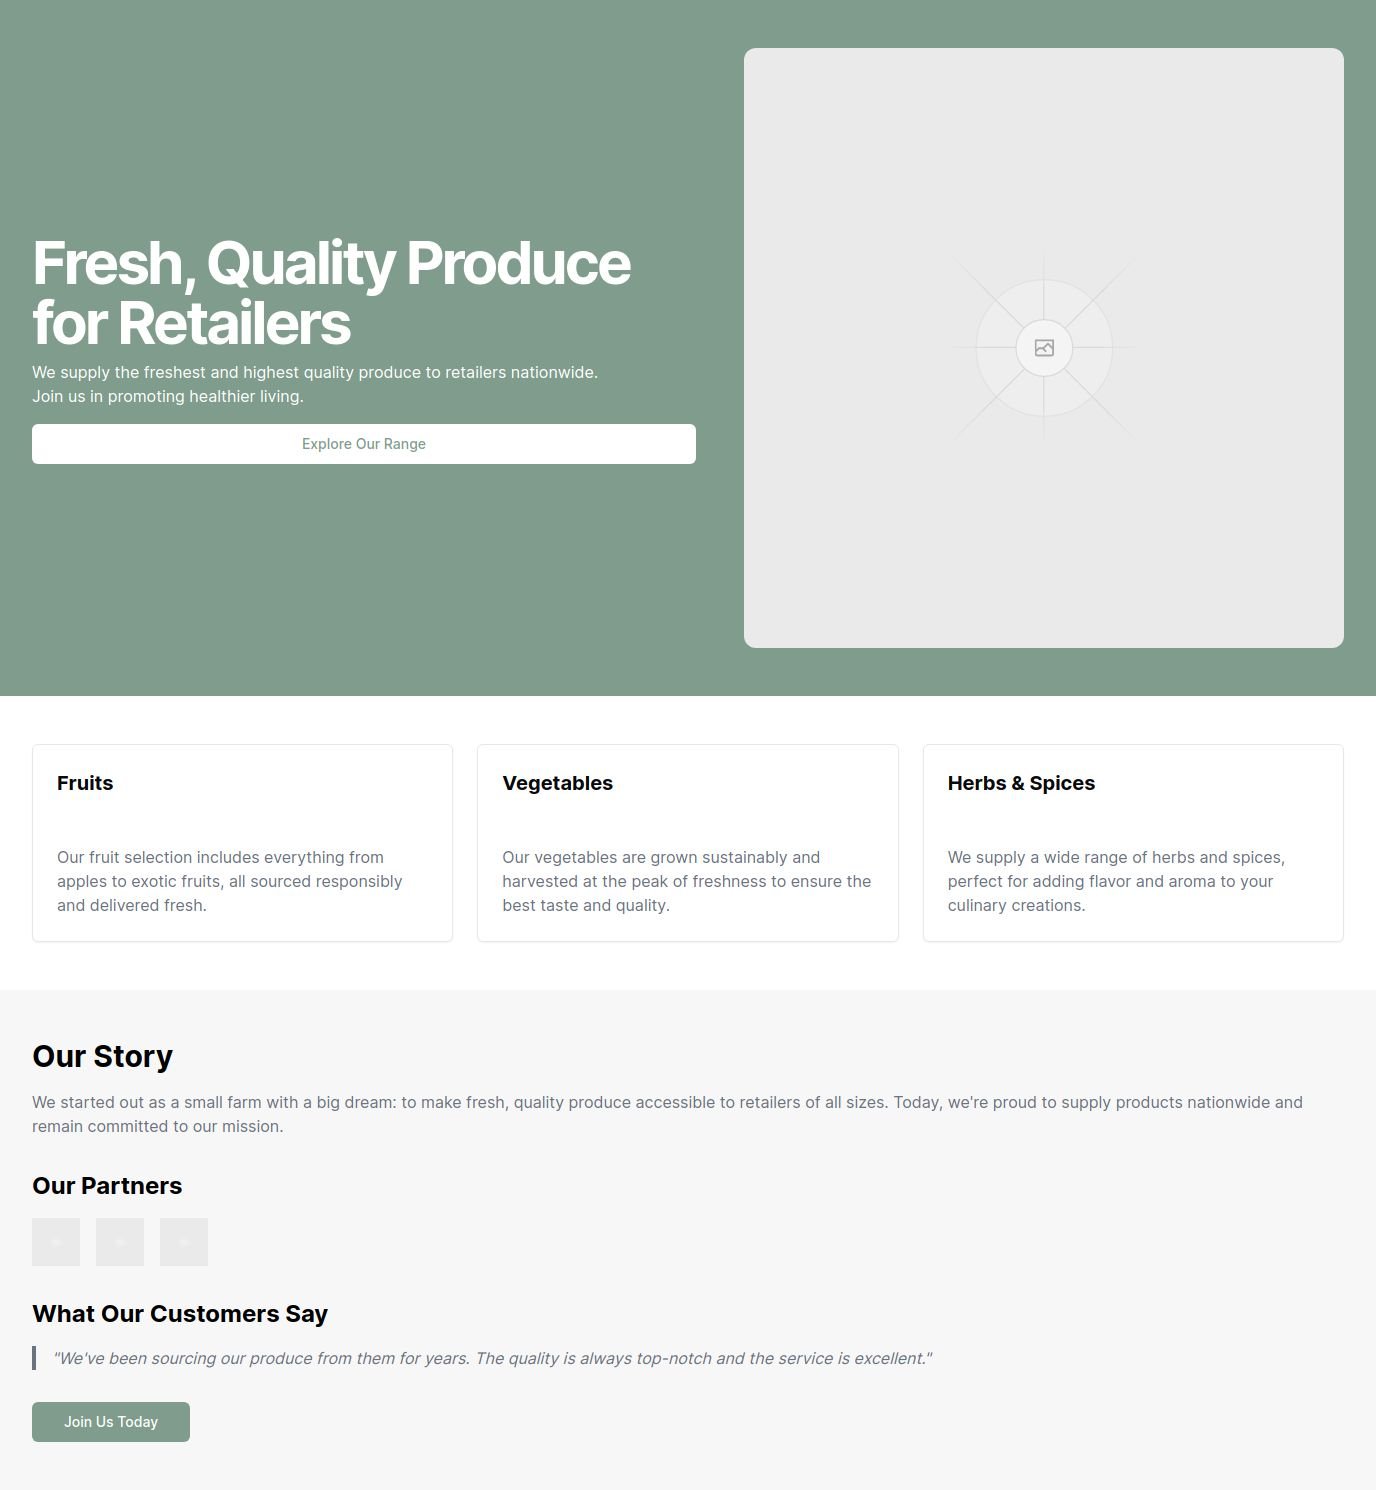 Fresh, Quality Produce
for Retailers
We supply the freshest and highest quality produce to retailers nationwide.
Join us in promoting healthier living.
Explore Our Range
Fruits
Our fruit selection includes everything from
apples to exotic fruits, all sourced responsibly
and delivered fresh.
Vegetables
Our vegetables are grown sustainably and
harvested at the peak of freshness to ensure the
best taste and quality.
Herbs & Spices
We supply a wide range of herbs and spices,
perfect for adding flavor and aroma to your
culinary creations.
Our Story
We started out as a small farm with a big dream: to make fresh, quality produce accessible to retailers of all sizes. Today, we're proud to supply products nationwide and
remain committed to our mission.
Our Partners
What Our Customers Say
"We've been sourcing our produce from them for years. The quality is always top-notch and the service is excellent."
Join Us Today